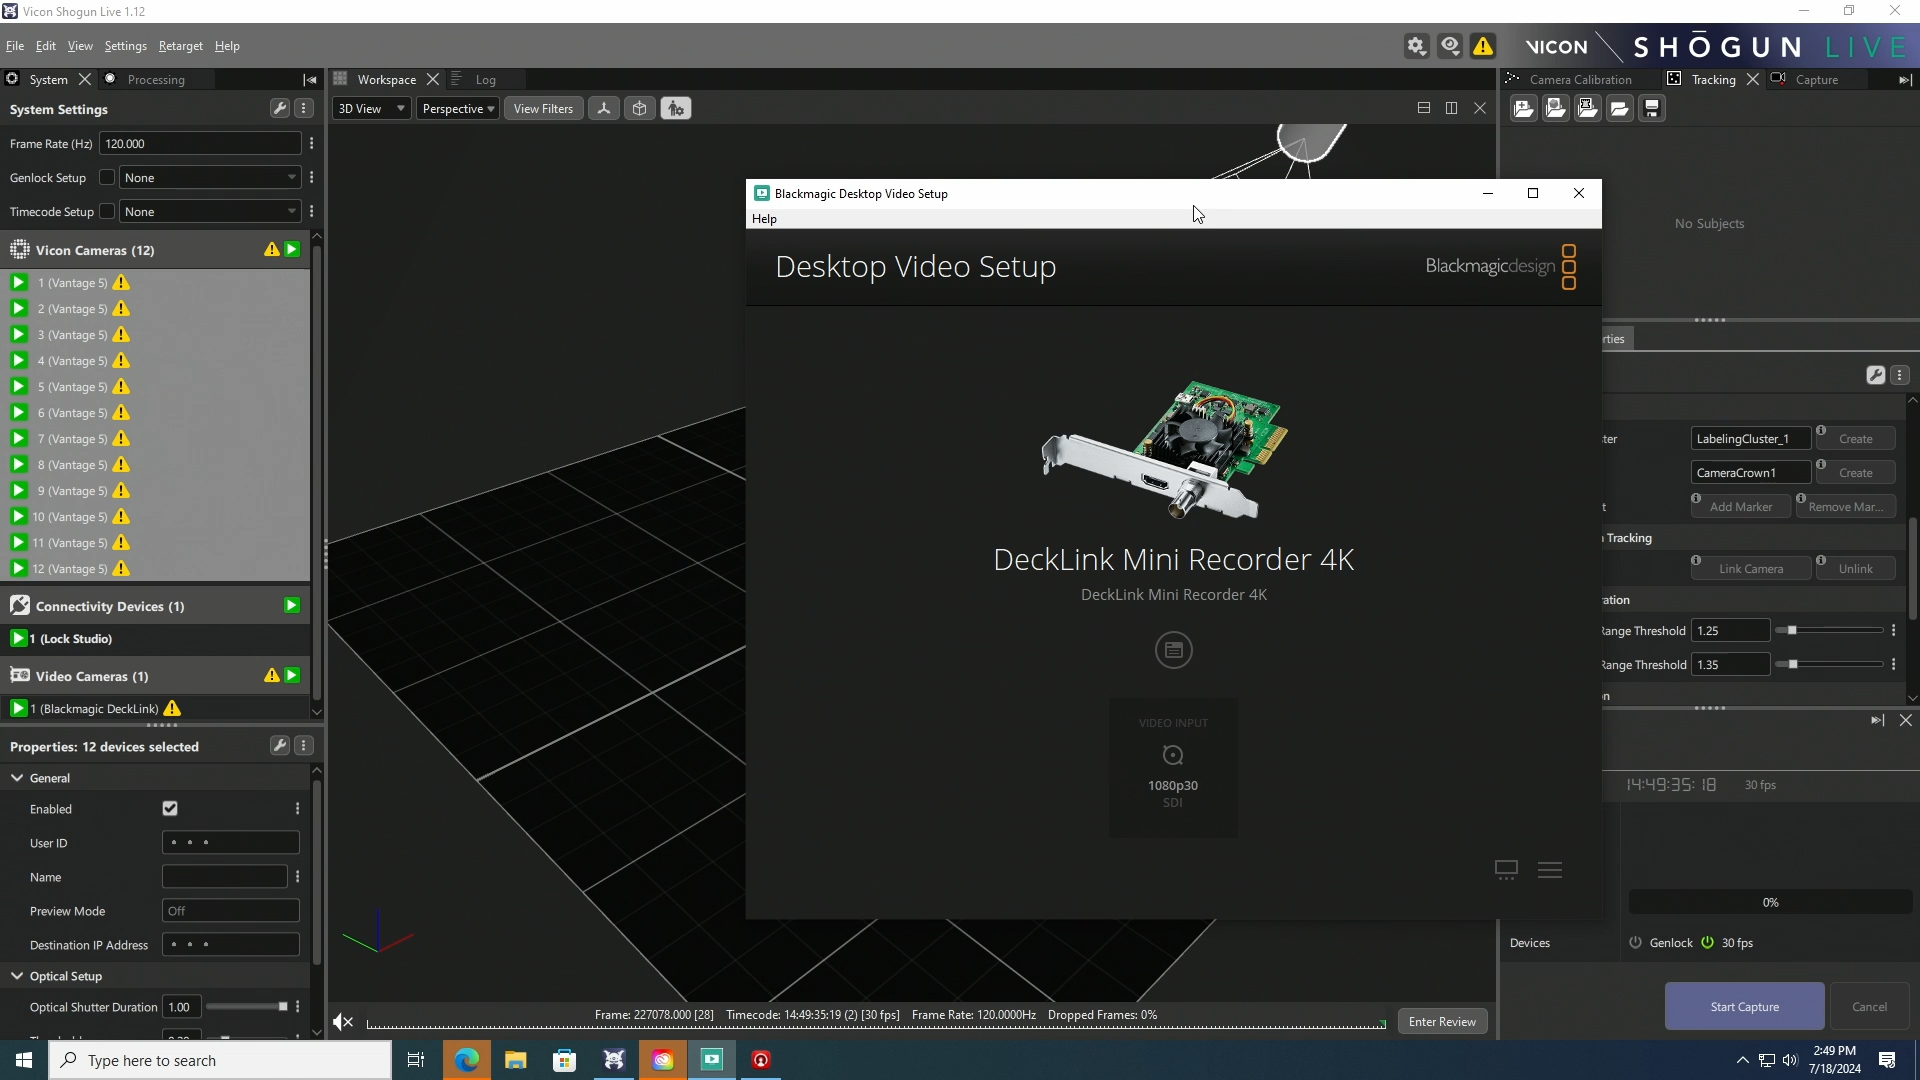 Vicon Shogun Live 1.12
File Edit View Settings Retarget Help
VICON SHŌGUN LIVE
System Processing
Workspace Log
Camera Calibration Tracking Capture
System Settings
3D View Perspective View Filters
Frame Rate (Hz) 120.000
Genlock Setup None
Timecode Setup None
Vicon Cameras (12)
1 (Vantage 5)
2 (Vantage 5)
3 (Vantage 5)
4 (Vantage 5)
5 (Vantage 5)
6 (Vantage 5)
7 (Vantage 5)
8 (Vantage 5)
9 (Vantage 5)
10 (Vantage 5)
11 (Vantage 5)
12 (Vantage 5)
Connectivity Devices (1)
1 (Lock Studio)
Video Cameras (1)
1 (Blackmagic DeckLink)
Properties: 12 devices selected
General
Enabled
User ID
Name
Preview Mode Off
Destination IP Address
Optical Setup
Optical Shutter Duration 1.00
Blackmagic Desktop Video Setup
Help
Desktop Video Setup
Blackmagicdesign
DeckLink Mini Recorder 4K
DeckLink Mini Recorder 4K
VIDEO INPUT
1080p30
SDI
No Subjects
rties
ter LabelingCluster_1 Create
CameraCrown1 Create
t Add Marker Remove Mar...
Tracking
Link Camera Unlink
ration
Range Threshold 1.25
Range Threshold 1.35
on
14:49:35:18 30 fps
0%
Devices Genlock 30 fps
Start Capture Cancel
Frame: 227078.000 [28] Timecode: 14:49:35:19 (2) [30 fps] Frame Rate: 120.0000Hz Dropped Frames: 0%
Enter Review
Type here to search
2:49 PM
7/18/2024